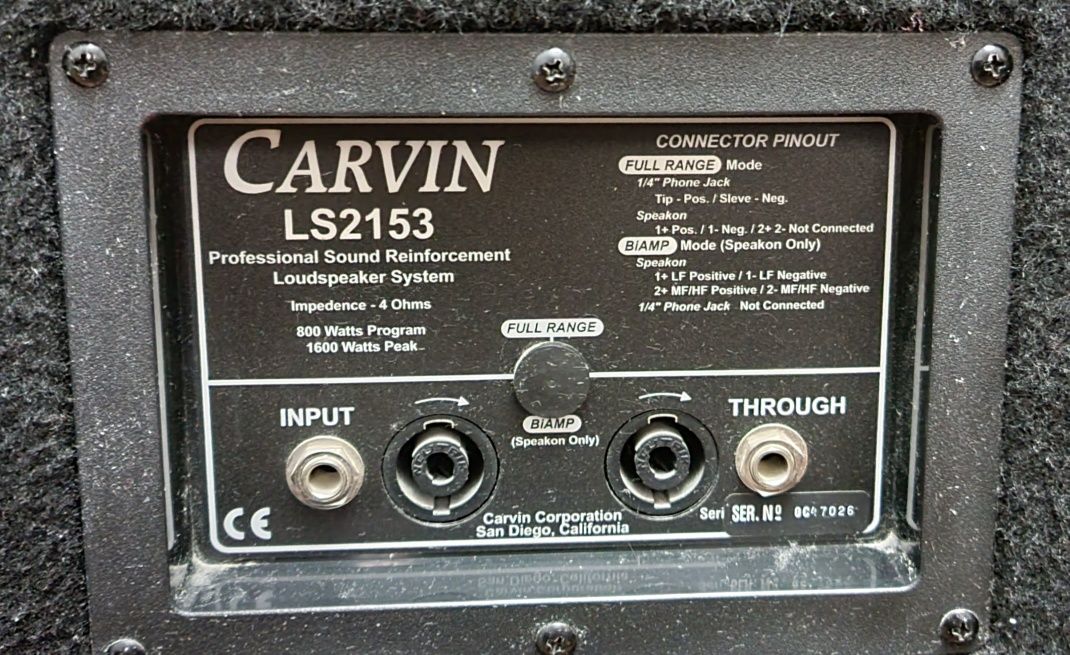 CARVIN
LS2153
Professional Sound Reinforcement
Loudspeaker System
Impedence - 4 Ohms
800 Watts Program
1600 Watts Peak
CONNECTOR PINOUT
FULL RANGE Mode
1/4" Phone Jack
Tip - Pos. / Sleve - Neg.
Speakon
1+ Pos. / 1- Neg. / 2+ 2- Not Connected
BiAMP Mode (Speakon Only)
Speakon
1+ LF Positive / 1- LF Negative
2+ MF/HF Positive / 2- MF/HF Negative
1/4" Phone Jack Not Connected
FULL RANGE
BiAMP
(Speakon Only)
INPUT
THROUGH
CE
Carvin Corporation
San Diego, California
Seri SER. Nº